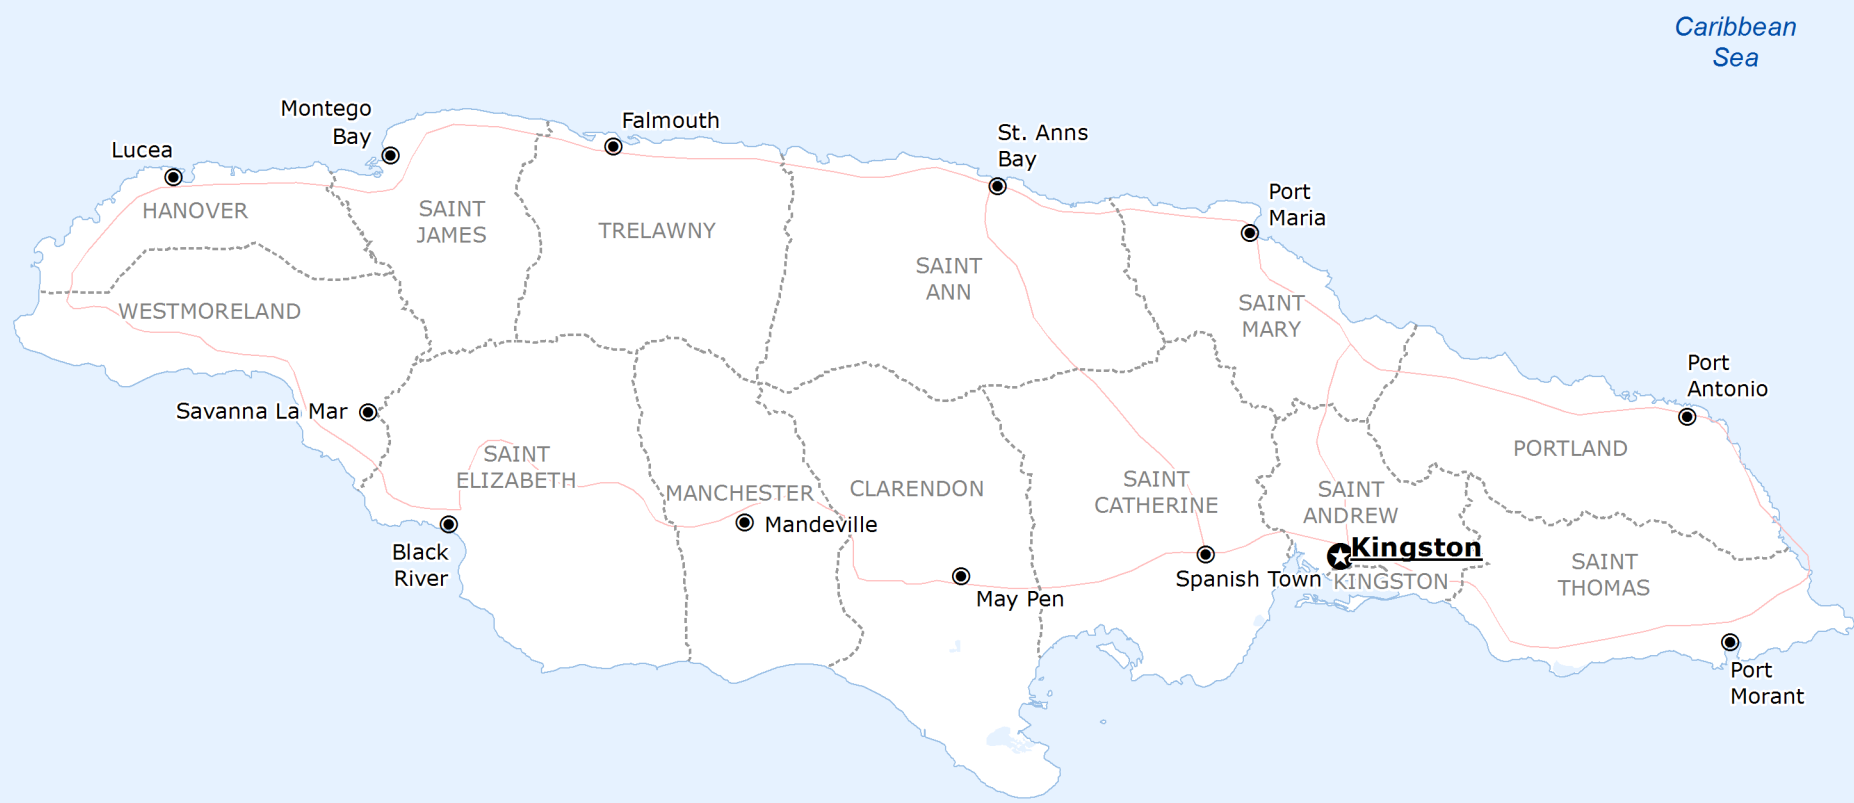 Caribbean
Sea
Montego
Bay
Falmouth
St. Anns
Bay
Lucea
Port
Maria
HANOVER
SAINT
JAMES
TRELAWNY
SAINT
ANN
WESTMORELAND
SAINT
MARY
Port
Antonio
Savanna La Mar
SAINT
ELIZABETH
PORTLAND
MANCHESTER
CLARENDON
SAINT
CATHERINE
SAINT
ANDREW
Mandeville
Black
River
Kingston
KINGSTON
Spanish Town
May Pen
SAINT
THOMAS
Port
Morant